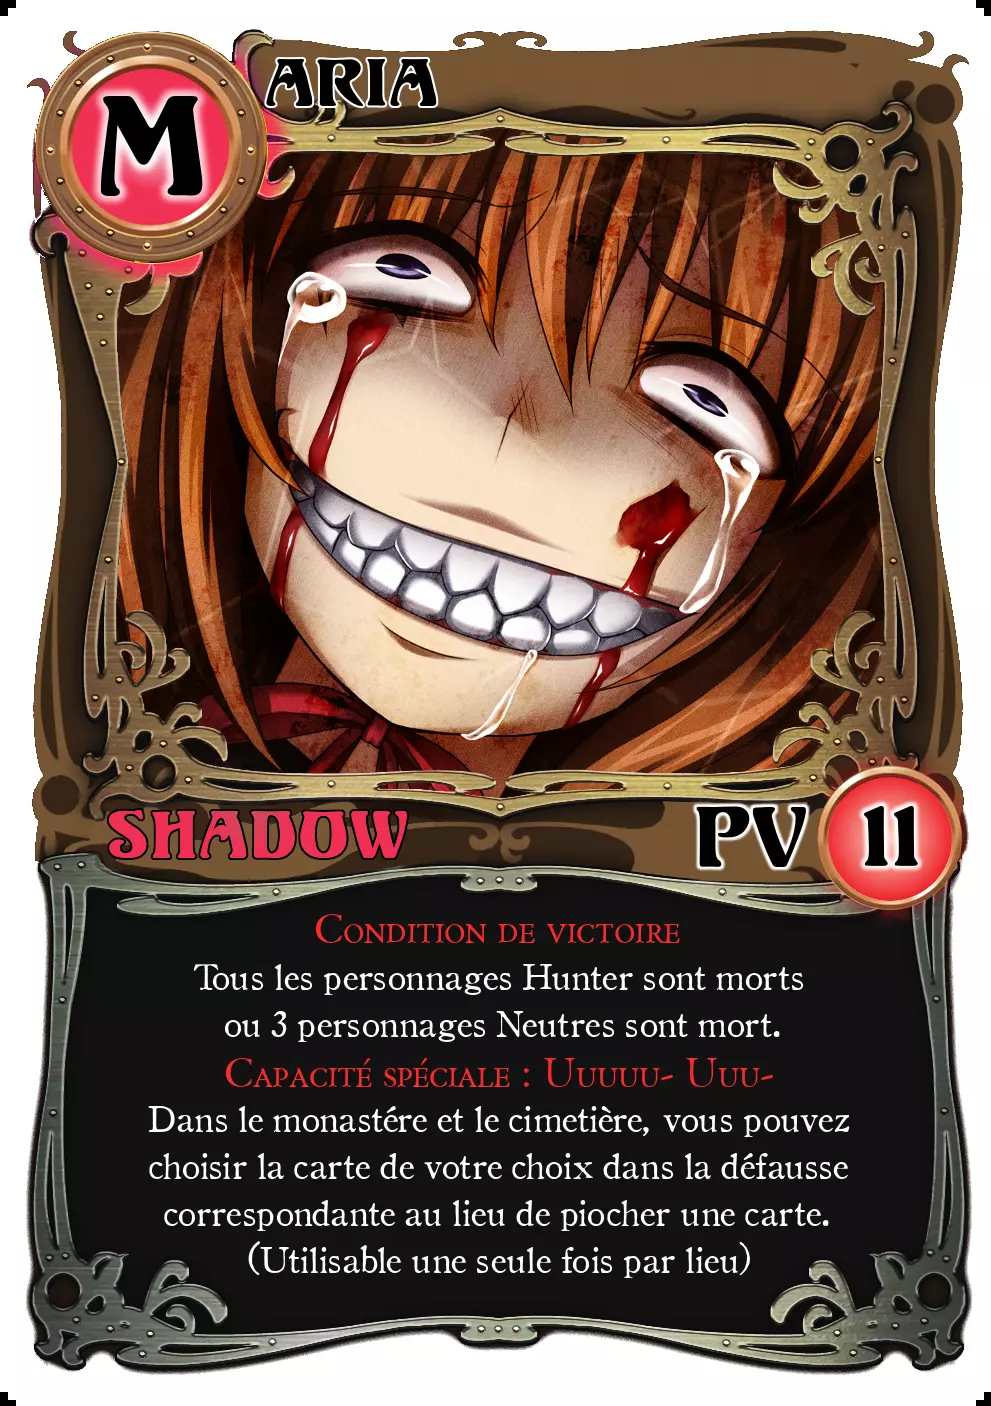 MARIA
SHADOW
PV 11
Condition de victoire
Tous les personnages Hunter sont morts
ou 3 personnages Neutres sont mort.
Capacité spéciale : Uuuuu- Uuu-
Dans le monastére et le cimetière, vous pouvez
choisir la carte de votre choix dans la défausse
correspondante au lieu de piocher une carte.
(Utilisable une seule fois par lieu)